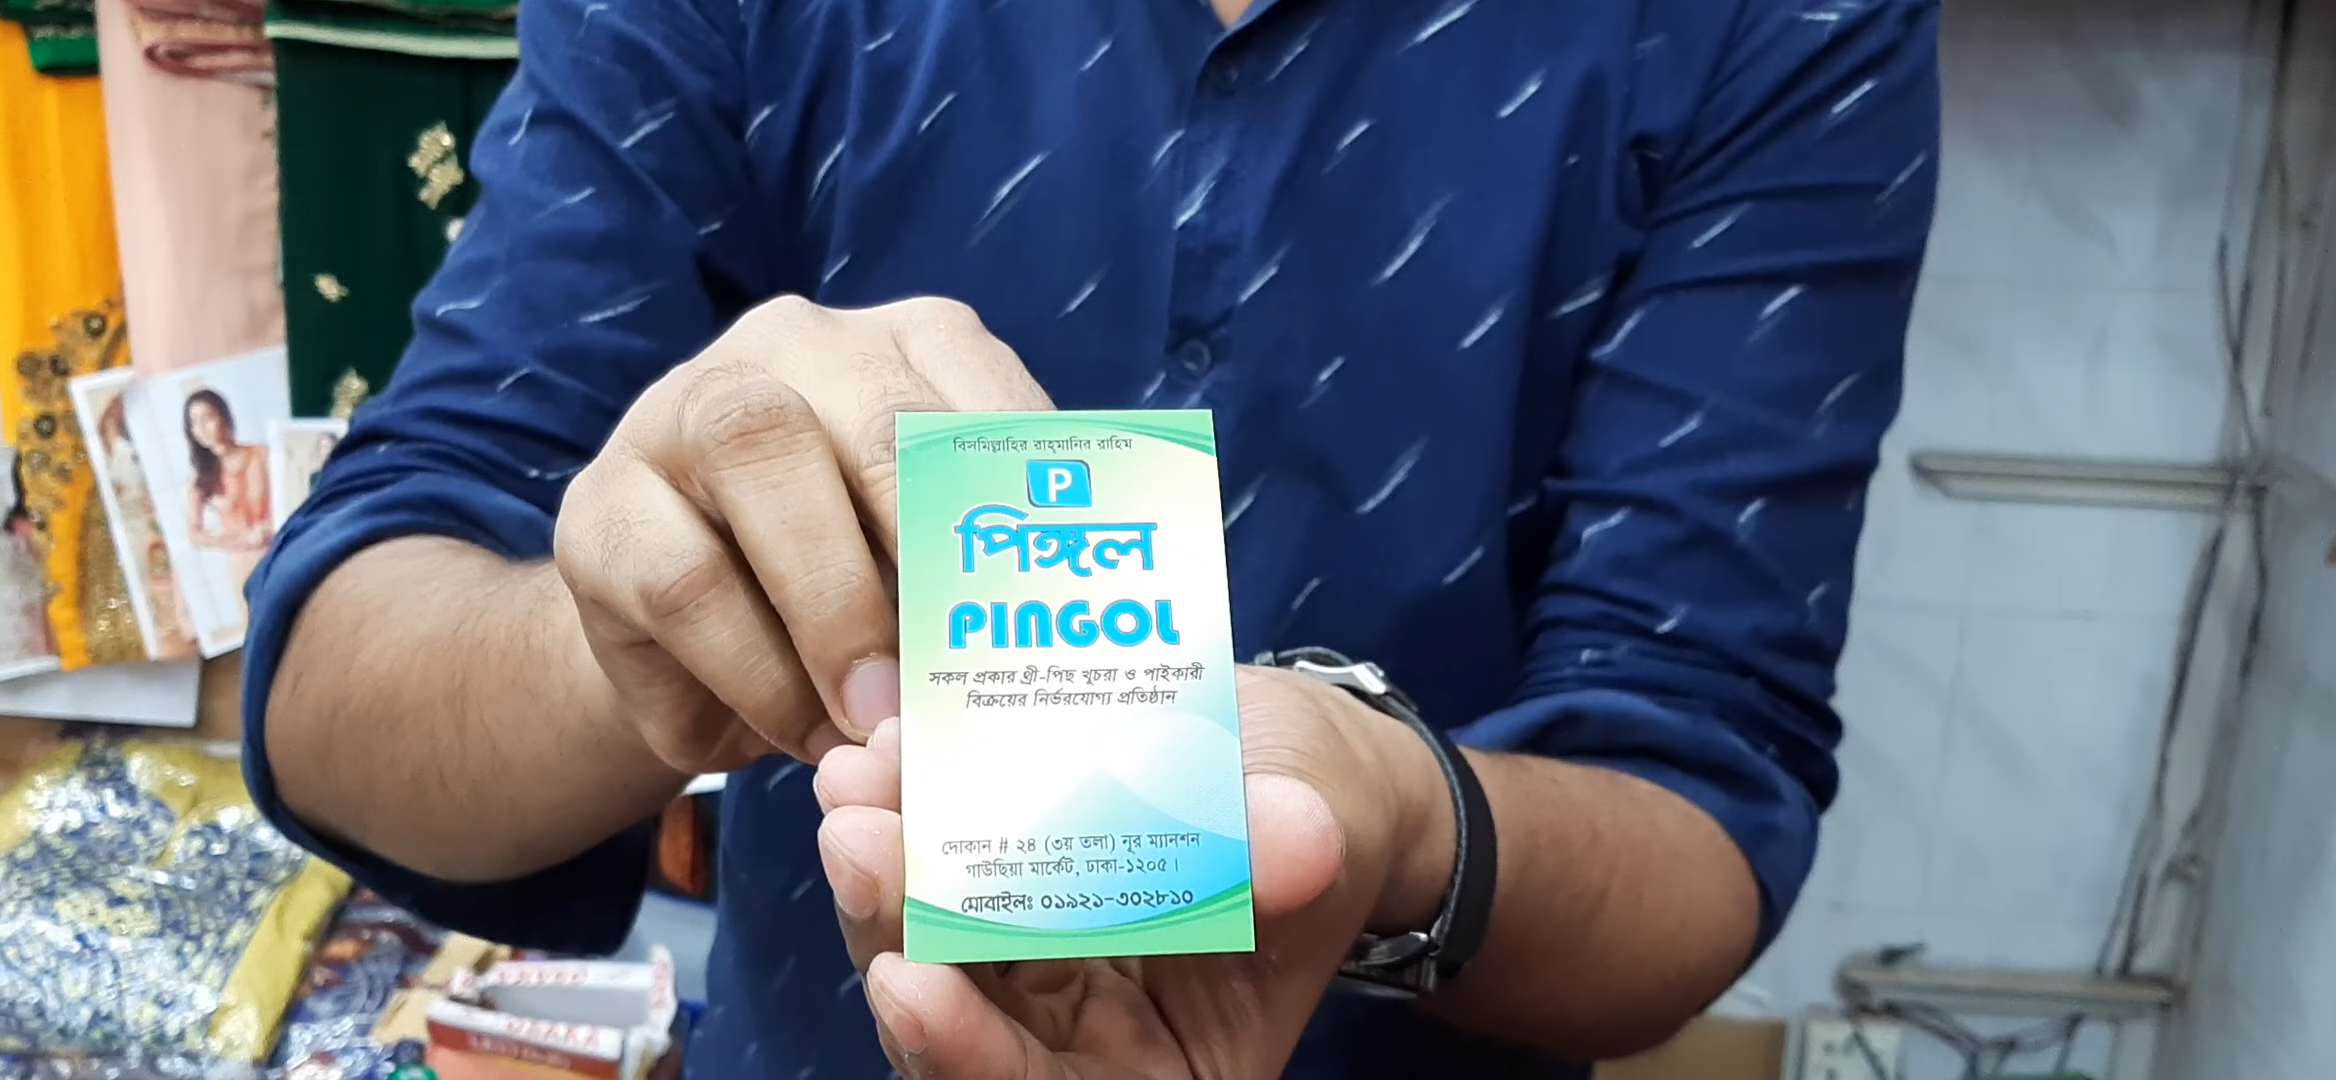 বিসমিল্লাহির রাহ্‌মানির রাহিম
P
পিঙ্গল
PINGOL
সকল প্রকার থ্রী-পিছ খুচরা ও পাইকারী
বিক্রয়ের নির্ভরযোগ্য প্রতিষ্ঠান
দোকান # ২৪ (৩য় তলা) নূর ম্যানশন
গাউছিয়া মার্কেট, ঢাকা-১২০৫।
মোবাইলঃ ০১৯২১-৩০২৮১০